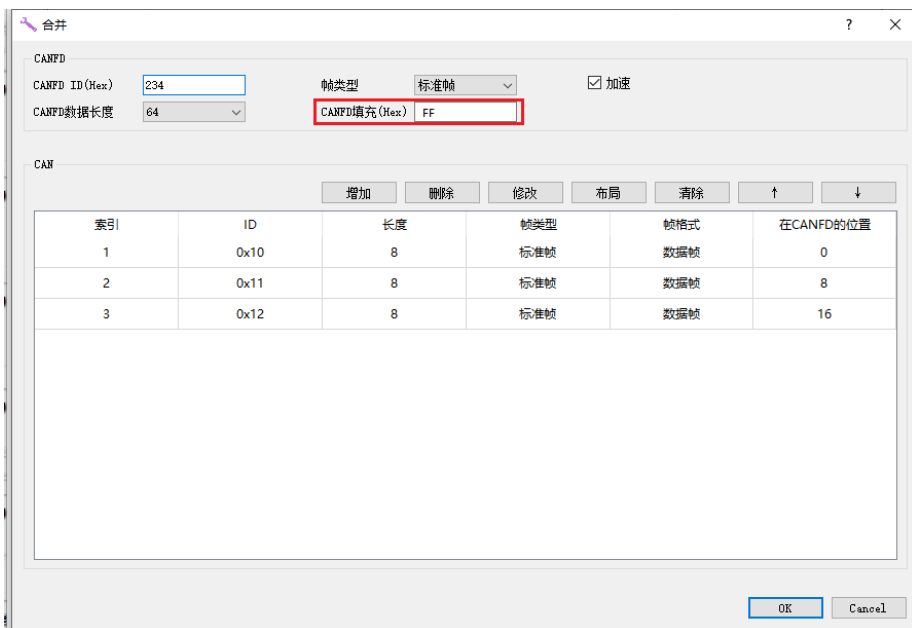 合并 ?
CANFD
CANFD ID(Hex) 234 帧类型 标准帧 加速
CANFD数据长度 64 CANFD填充(Hex) FF
CAN
增加 删除 修改 布局 清除 ↑ ↓
索引 ID 长度 帧类型 帧格式 在CANFD的位置
1 0x10 8 标准帧 数据帧 0
2 0x11 8 标准帧 数据帧 8
3 0x12 8 标准帧 数据帧 16
OK Cancel